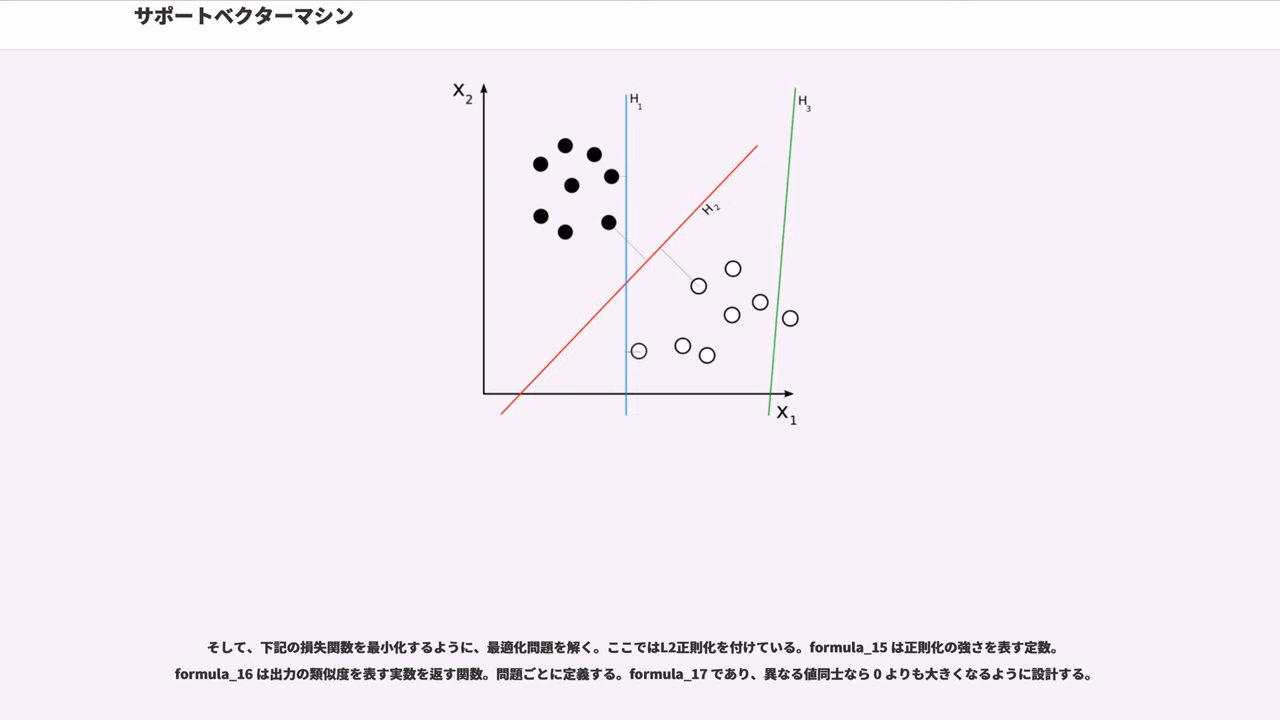 サポートベクターマシン
X2
H1
H3
H2
X1
そして、下記の損失関数を最小化するように、最適化問題を解く。ここではL2正則化を付けている。formula_15 は正則化の強さを表す定数。
formula_16 は出力の類似度を表す実数を返す関数。問題ごとに定義する。formula_17 であり、異なる値同士なら 0 よりも大きくなるように設計する。